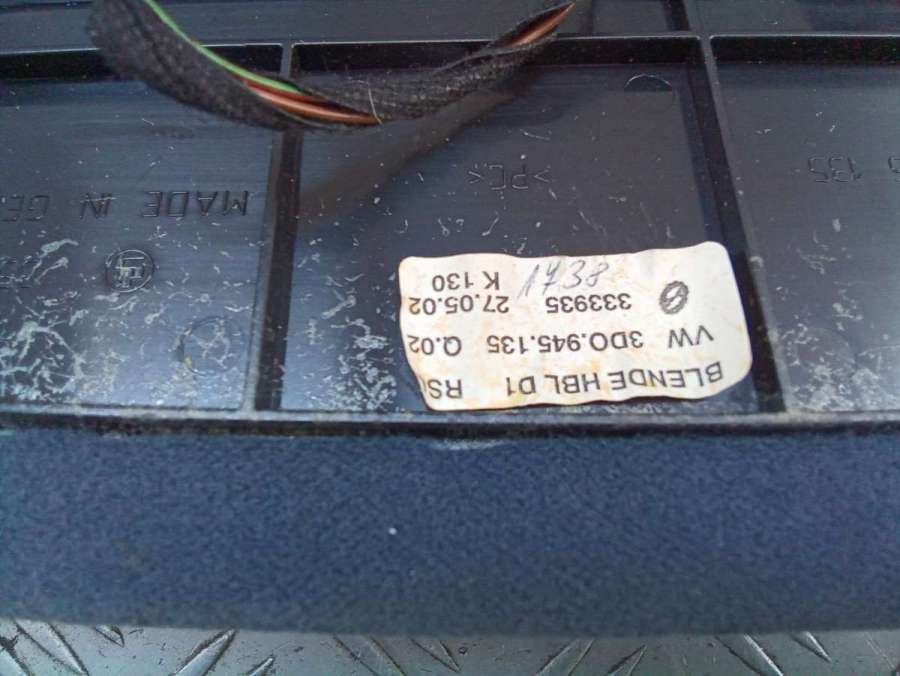 BLENDE HBL D1 RS
VW 3D0.945.135 Q.02
333935 27.05.02
1738 K 130
>PC<
MADE IN GE
135